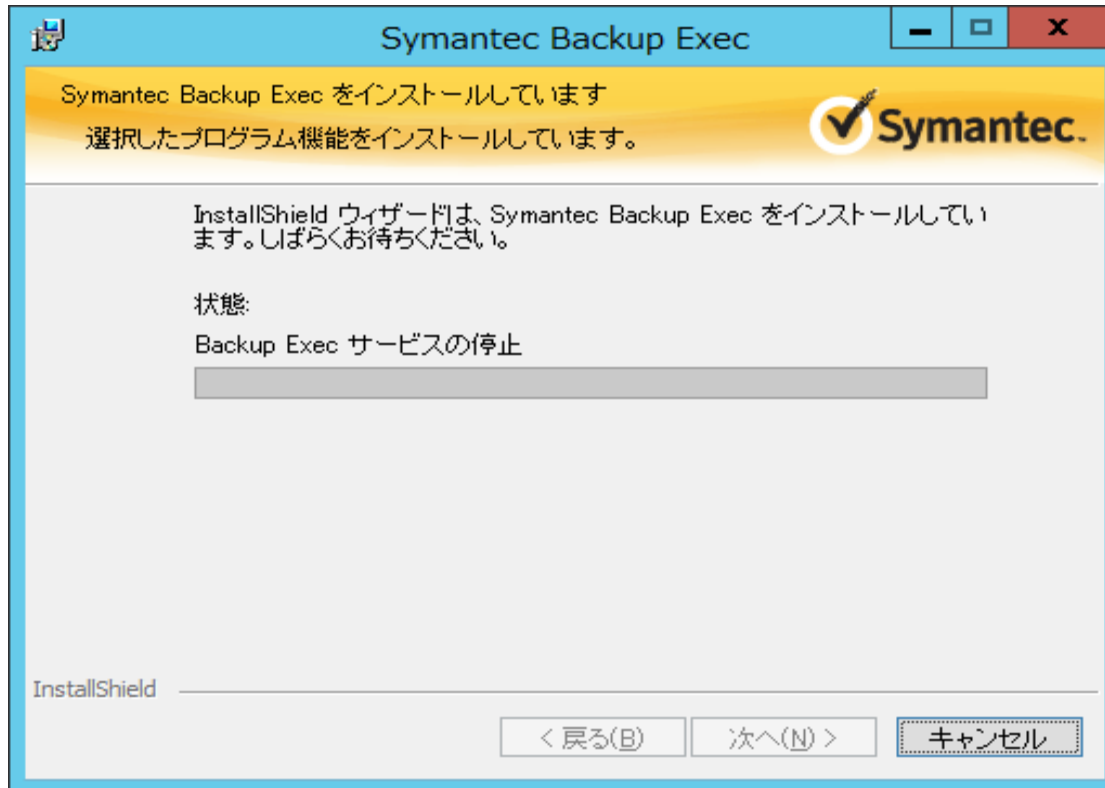 Symantec Backup Exec
Symantec Backup Exec をインストールしています
選択したプログラム機能をインストールしています。
Symantec.
InstallShield ウィザードは、Symantec Backup Exec をインストールしてい
ます。しばらくお待ちください。
状態:
Backup Exec サービスの停止
InstallShield
< 戻る(B)
次へ(N) >
キャンセル